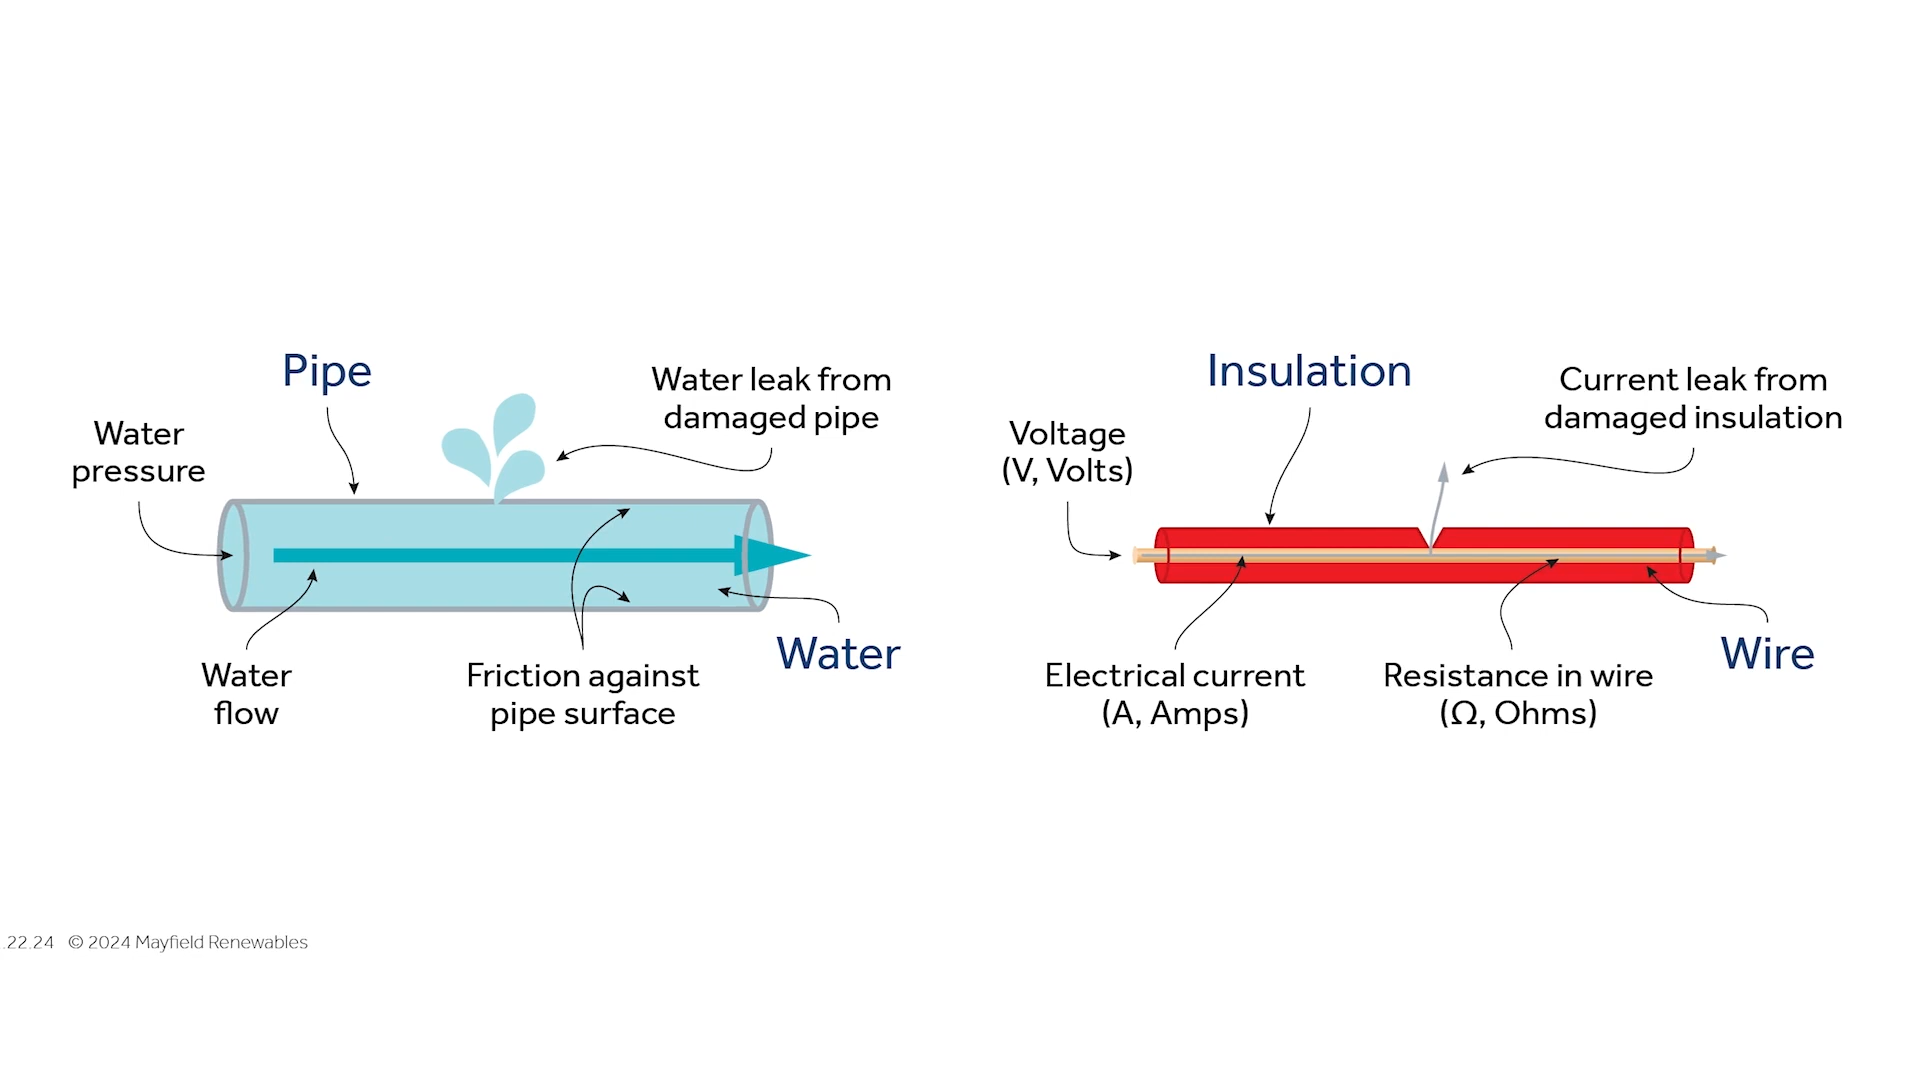 Pipe
Water leak from
damaged pipe
Water
pressure
Water
flow
Friction against
pipe surface
Water
Insulation
Current leak from
damaged insulation
Voltage
(V, Volts)
Electrical current
(A, Amps)
Resistance in wire
(Ω, Ohms)
Wire
.22.24 © 2024 Mayfield Renewables